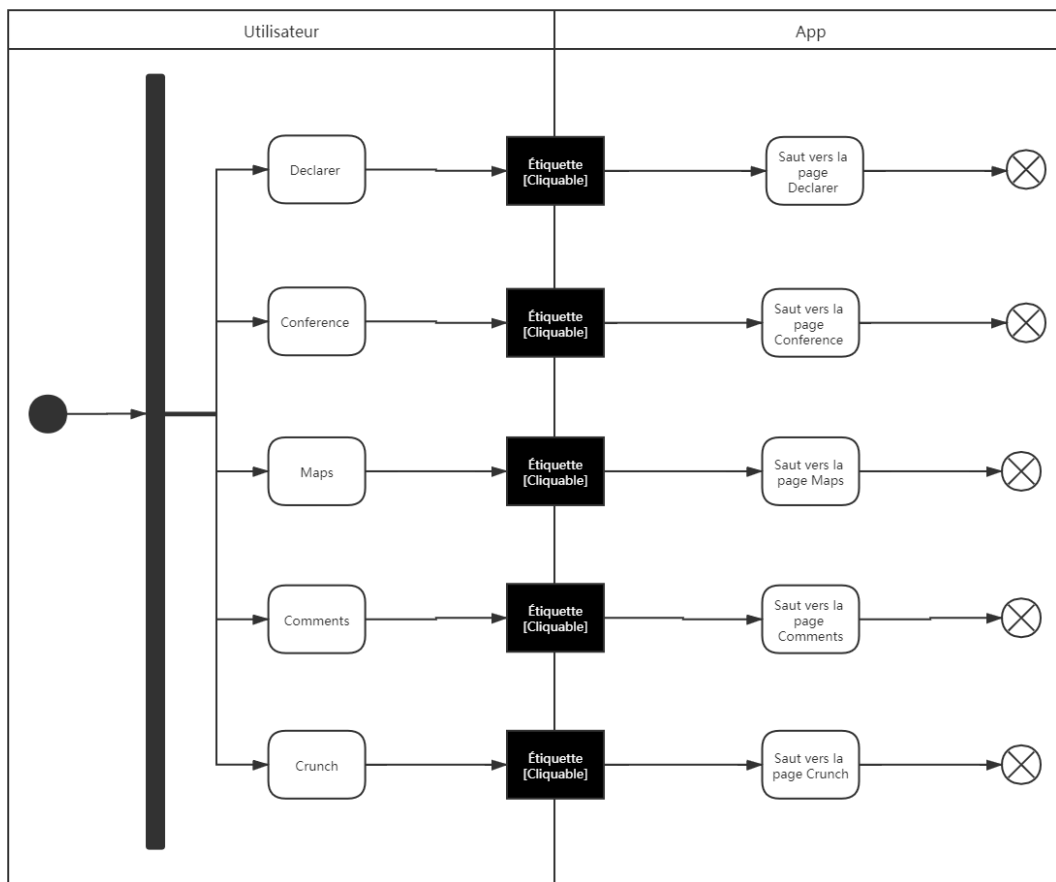 Utilisateur
App
Declarer
Étiquette
[Cliquable]
Saut vers la
page
Declarer
Conference
Étiquette
[Cliquable]
Saut vers la
page
Conference
Maps
Étiquette
[Cliquable]
Saut vers la
page Maps
Comments
Étiquette
[Cliquable]
Saut vers la
page
Comments
Crunch
Étiquette
[Cliquable]
Saut vers la
page Crunch